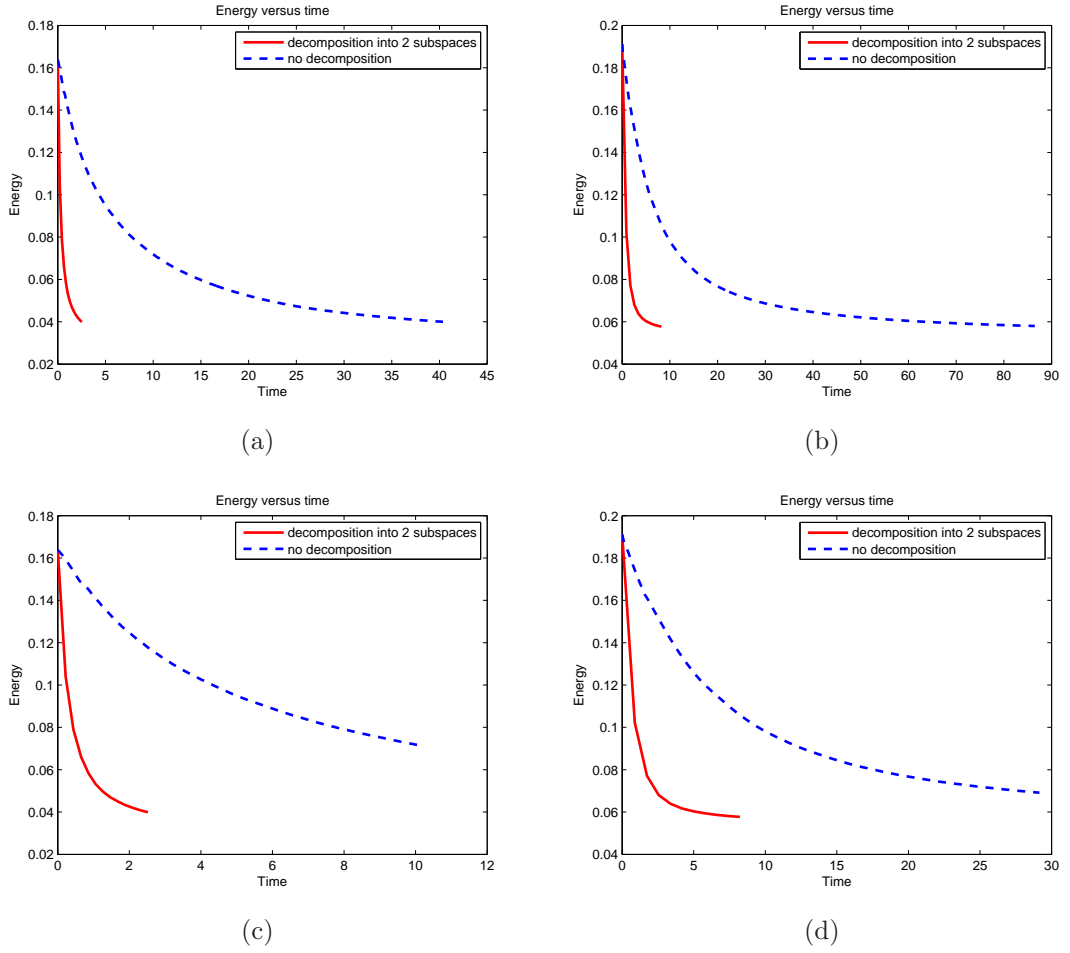 Energy versus time
decomposition into 2 subspaces
no decomposition
Energy
0.18
0.16
0.14
0.12
0.1
0.08
0.06
0.04
0.02
0 5 10 15 20 25 30 35 40 45
Time
(a)
Energy versus time
decomposition into 2 subspaces
no decomposition
Energy
0.2
0.18
0.16
0.14
0.12
0.1
0.08
0.06
0.04
0 10 20 30 40 50 60 70 80 90
Time
(b)
Energy versus time
decomposition into 2 subspaces
no decomposition
Energy
0.18
0.16
0.14
0.12
0.1
0.08
0.06
0.04
0.02
0 2 4 6 8 10 12
Time
(c)
Energy versus time
decomposition into 2 subspaces
no decomposition
Energy
0.2
0.18
0.16
0.14
0.12
0.1
0.08
0.06
0.04
0 5 10 15 20 25 30
Time
(d)